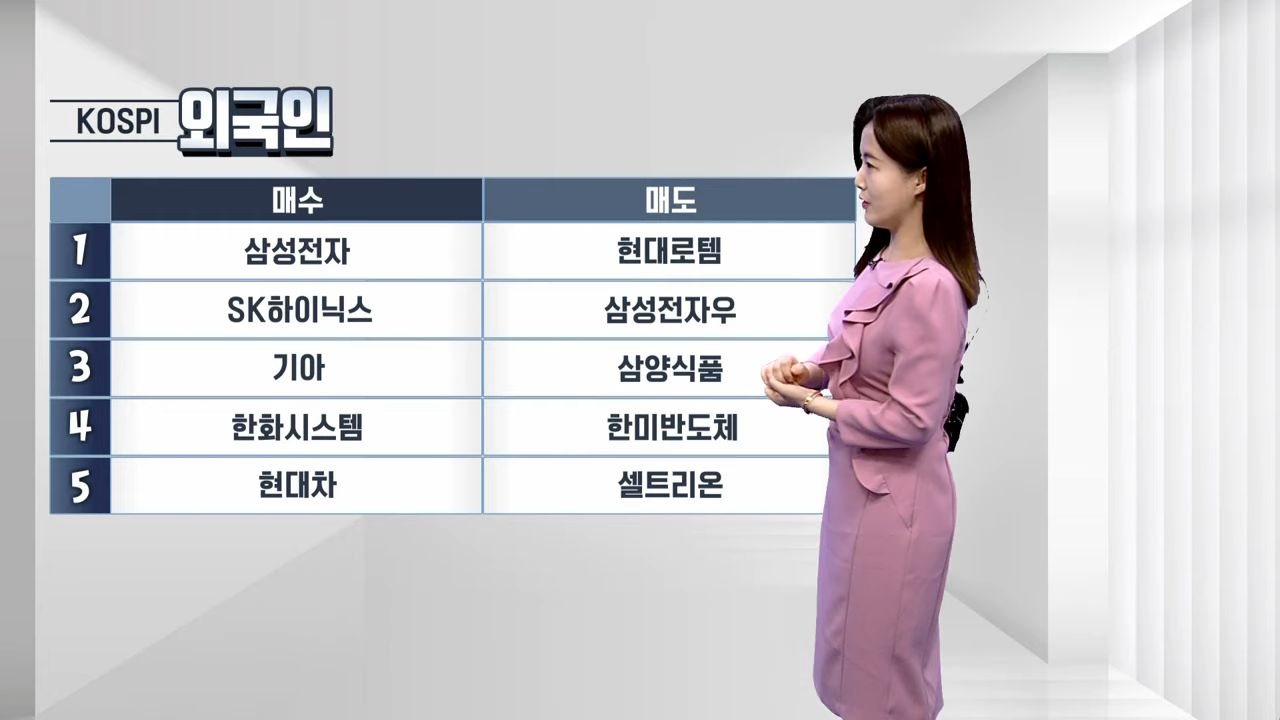 KOSPI 외국인
매수 매도
1 삼성전자 현대로템
2 SK하이닉스 삼성전자우
3 기아 삼양식품
4 한화시스템 한미반도체
5 현대차 셀트리온